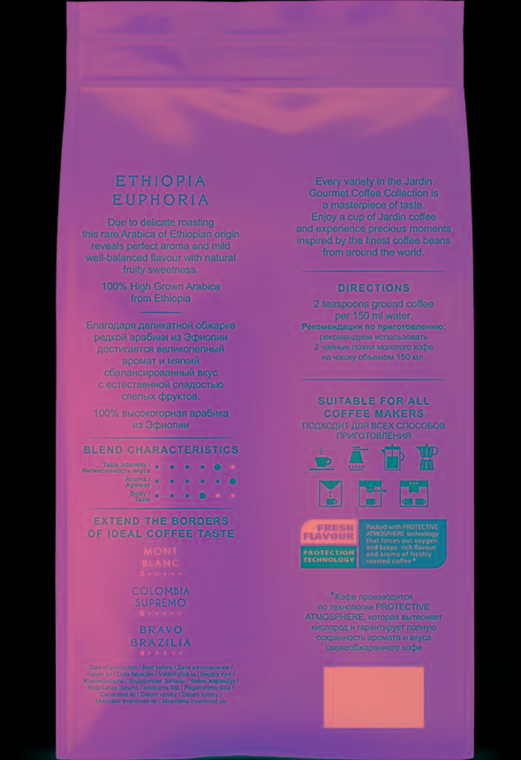 ETHIOPIA
EUPHORIA
Due to delicate roasting
this rare Arabica of Ethiopian origin
reveals perfect aroma and mild
well-balanced flavour with natural
fruity sweetness.
100% High Grown Arabica
from Ethiopia
Благодаря деликатной обжарке
редкой арабики из Эфиопии
достигается великолепный
аромат и мягкий
сбалансированный вкус
с естественной сладостью
спелых фруктов.
100% высокогорная арабика
из Эфиопии
BLEND CHARACTERISTICS
Taste intensity /
Интенсивность вкуса
Aroma /
Аромат
Body /
Тело
EXTEND THE BORDERS
OF IDEAL COFFEE TASTE
MONT
BLANC
2
COLOMBIA
SUPREMO
5
BRAVO
BRAZILIA
4
Date of production / Best before / Дата изготовления /
Every variety in the Jardin
Gourmet Coffee Collection is
a masterpiece of taste.
Enjoy a cup of Jardin coffee
and experience precious moments
inspired by the finest coffee beans
from around the world.
DIRECTIONS
2 teaspoons ground coffee
per 150 ml water.
Рекомендации по приготовлению:
рекомендуем использовать
2 чайные ложки молотого кофе
на чашку объемом 150 мл.
SUITABLE FOR ALL
COFFEE MAKERS
ПОДХОДИТ ДЛЯ ВСЕХ СПОСОБОВ
ПРИГОТОВЛЕНИЯ
FRESH
FLAVOUR
PROTECTION
TECHNOLOGY
Packed with PROTECTIVE
ATMOSPHERE technology
that forces out oxygen
and keeps rich flavour
and aroma of freshly
roasted coffee*
*Кофе производится
по технологии PROTECTIVE
ATMOSPHERE, которая вытесняет
кислород и гарантирует полную
сохранность аромата и вкуса
свежеобжаренного кофе